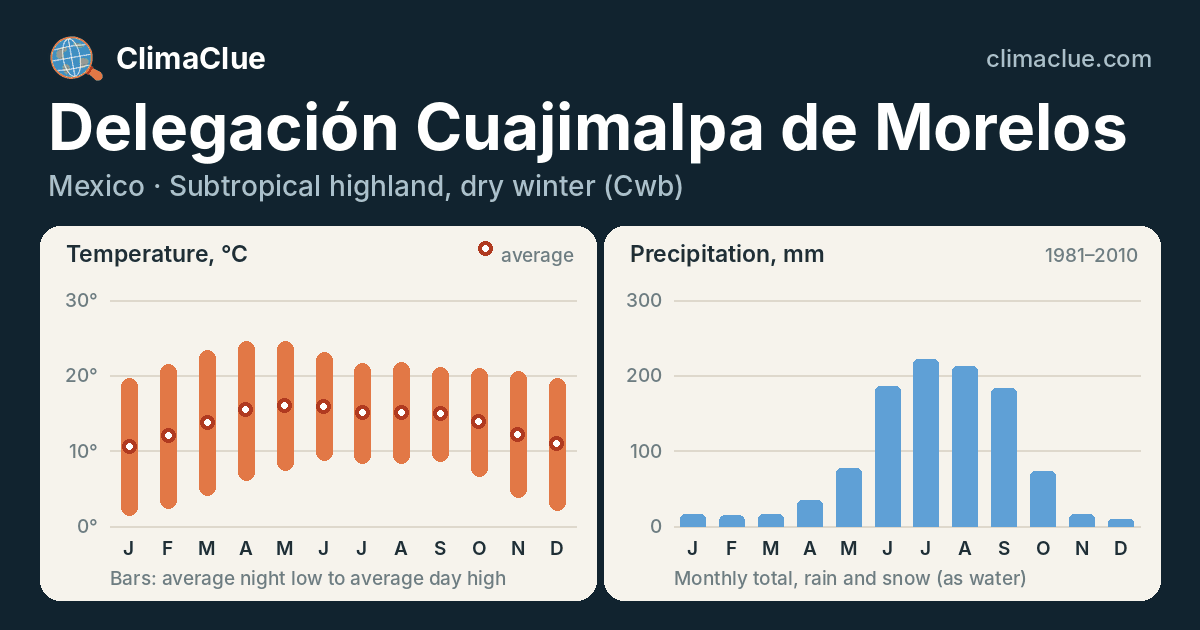 ClimaClue
climaclue.com
Delegación Cuajimalpa de Morelos
Mexico · Subtropical highland, dry winter (Cwb)
Temperature, °C
average
30°
20°
10°
0°
J F M A M J J A S O N D
Bars: average night low to average day high
Precipitation, mm
1981–2010
300
200
100
0
J F M A M J J A S O N D
Monthly total, rain and snow (as water)